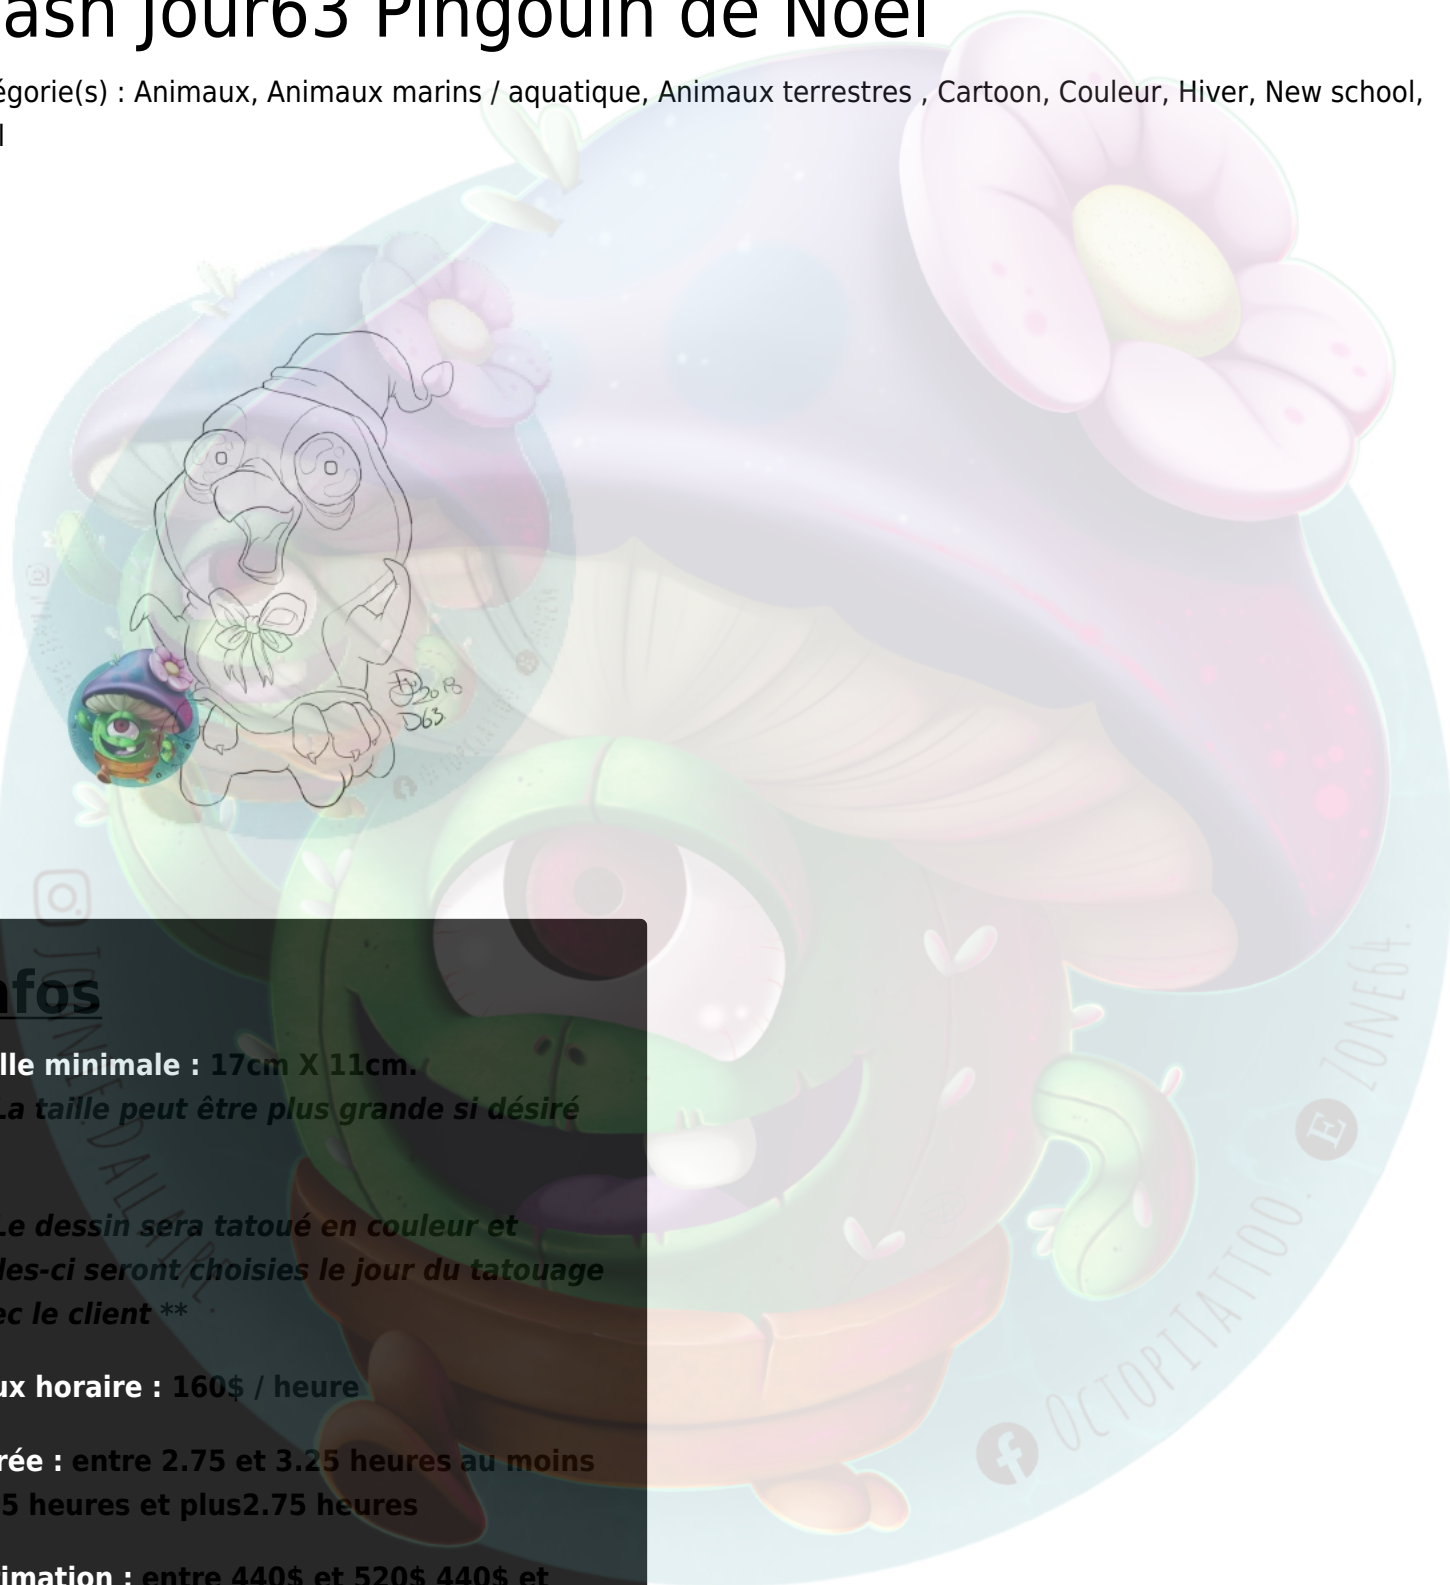 ash Jour63 Pingouin de Noël
égorie(s) : Animaux, Animaux marins / aquatique, Animaux terrestres , Cartoon, Couleur, Hiver, New school,
l
2018
D63
nfos
lle minimale : 17cm X 11cm.
La taille peut être plus grande si désiré
Le dessin sera tatoué en couleur et
les-ci seront choisies le jour du tatouage
ec le client **
ux horaire : 160$ / heure
rée : entre 2.75 et 3.25 heures au moins
5 heures et plus2.75 heures
imation : entre 440$ et 520$ 440$ et
JOANNIE.DALLAIRE.
OCTOPITATTOO.
E ZONE64.